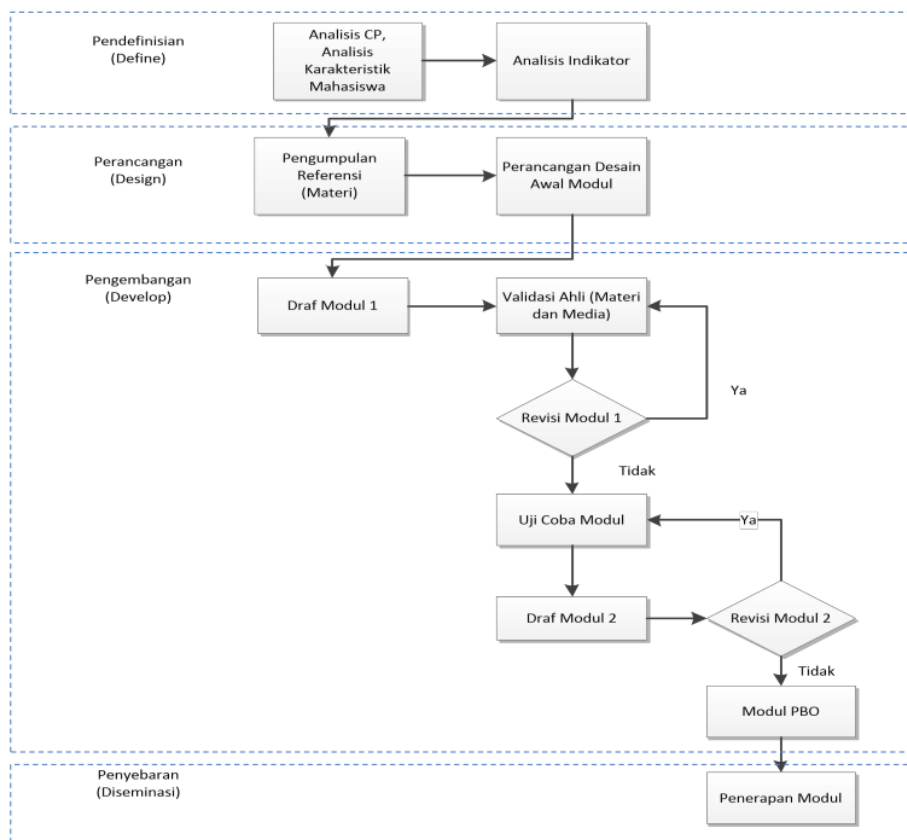 Pendefinisian
(Define)
Analisis CP,
Analisis
Karakteristik
Mahasiswa
Analisis Indikator
Perancangan
(Design)
Pengumpulan
Referensi
(Materi)
Perancangan Desain
Awal Modul
Pengembangan
(Develop)
Draf Modul 1
Validasi Ahli (Materi
dan Media)
Ya
Revisi Modul 1
Tidak
Uji Coba Modul
Ya
Draf Modul 2
Revisi Modul 2
Tidak
Modul PBO
Penyebaran
(Diseminasi)
Penerapan Modul